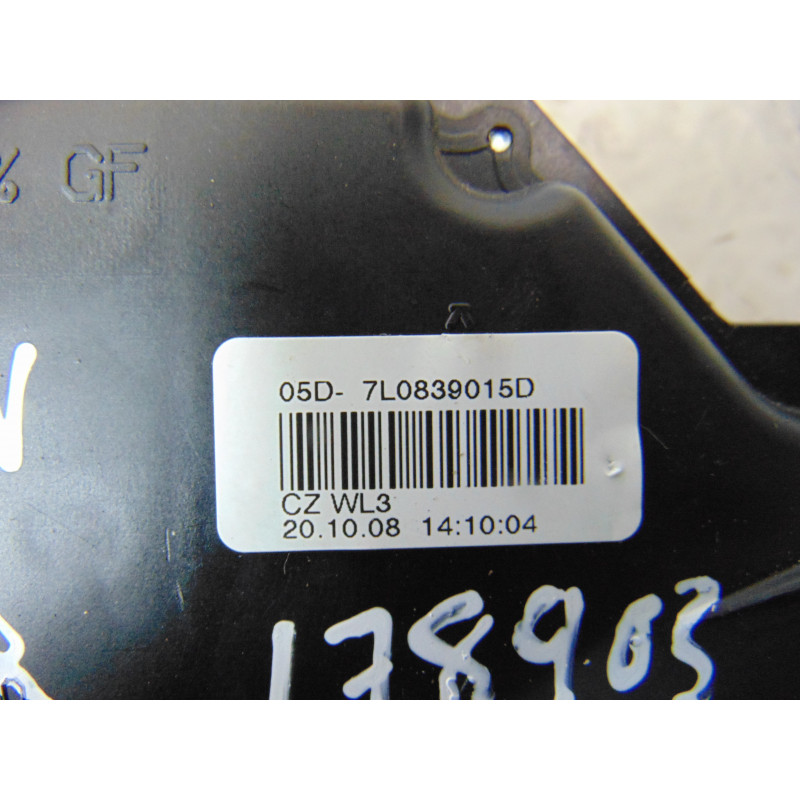 % GF
05D- 7L0839015D
CZ WL3
20.10.08 14:10:04
178903